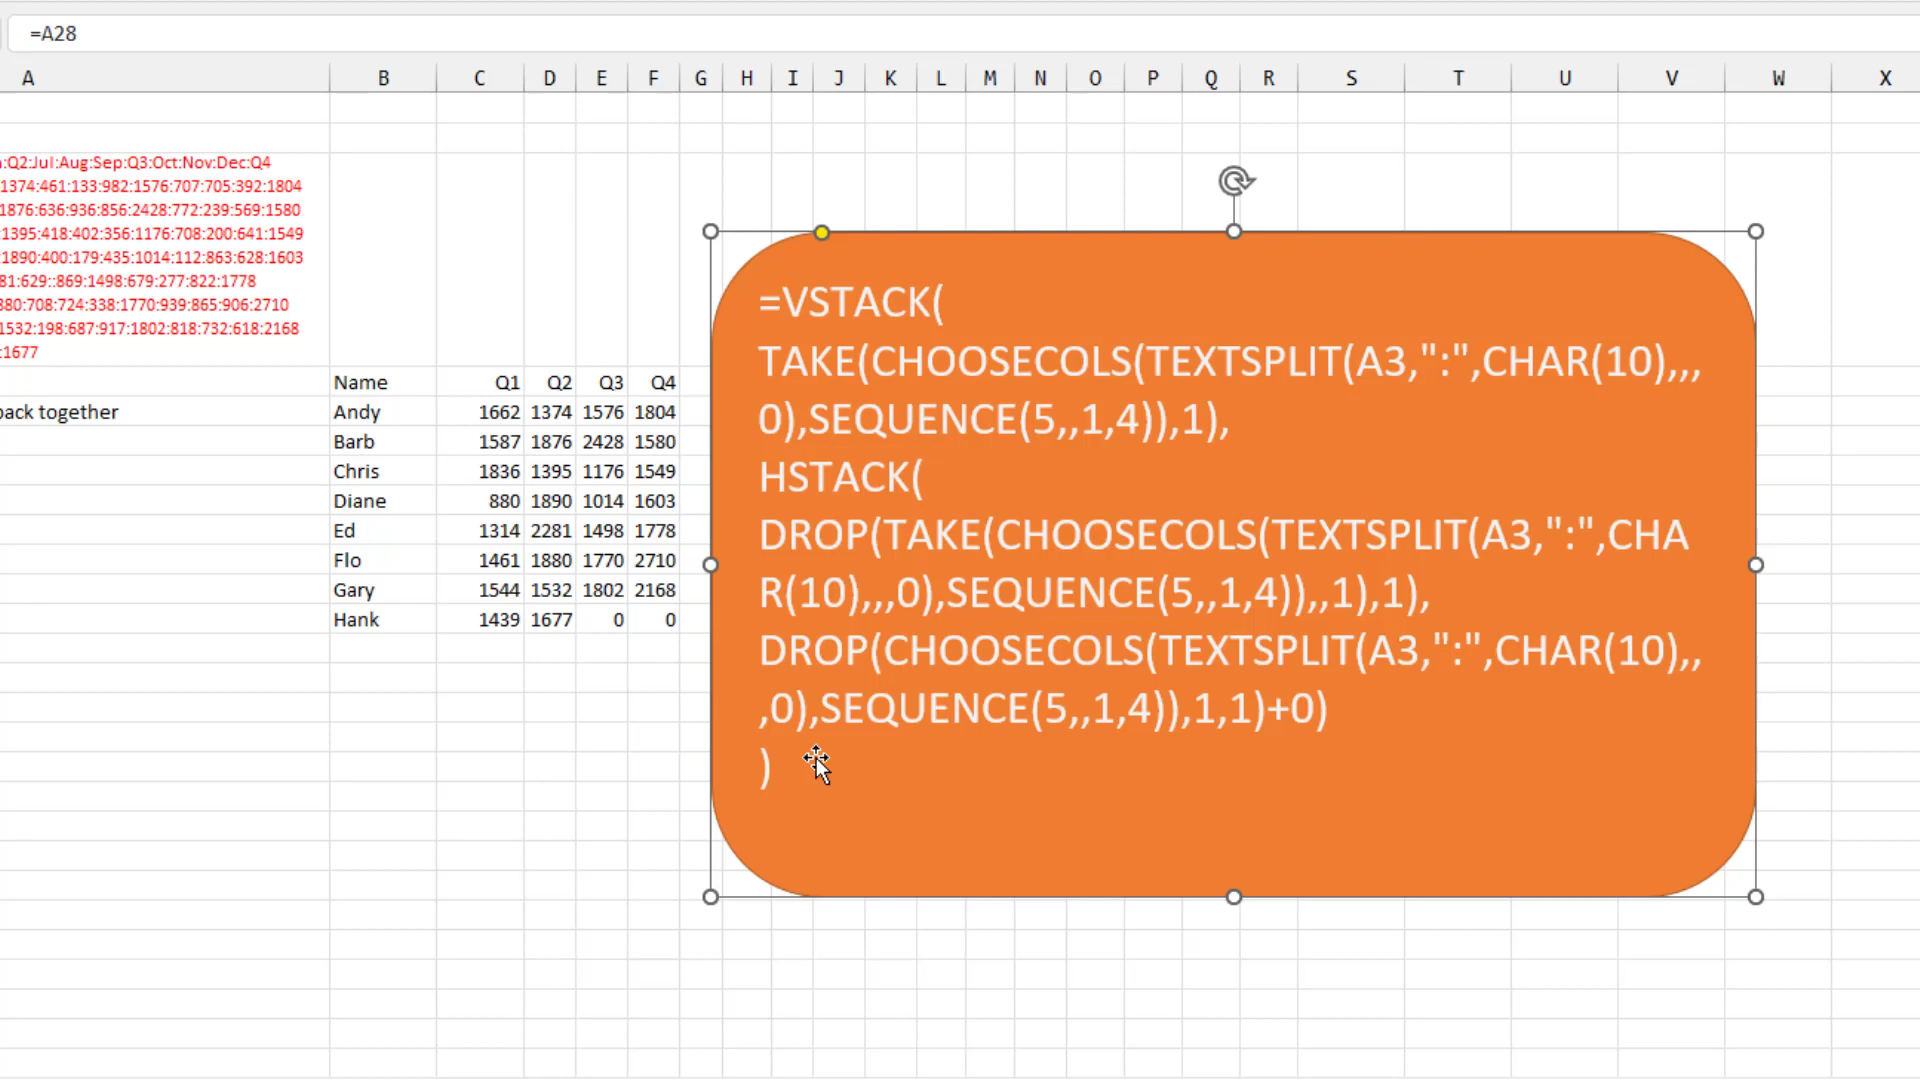 =A28
A B C D E F G H I J K L M N O P Q R S T U V W X
:Q2:Jul:Aug:Sep:Q3:Oct:Nov:Dec:Q4
1374:461:133:982:1576:707:705:392:1804
1876:636:936:856:2428:772:239:569:1580
:1395:418:402:356:1176:708:200:641:1549
:1890:400:179:435:1014:112:863:628:1603
81:629::869:1498:679:277:822:1778
880:708:724:338:1770:939:865:906:2710
1532:198:687:917:1802:818:732:618:2168
:1677
Name Q1 Q2 Q3 Q4
back together Andy 1662 1374 1576 1804
Barb 1587 1876 2428 1580
Chris 1836 1395 1176 1549
Diane 880 1890 1014 1603
Ed 1314 2281 1498 1778
Flo 1461 1880 1770 2710
Gary 1544 1532 1802 2168
Hank 1439 1677 0 0
=VSTACK(
TAKE(CHOOSECOLS(TEXTSPLIT(A3,":",CHAR(10),,,
0),SEQUENCE(5,,1,4)),1),
HSTACK(
DROP(TAKE(CHOOSECOLS(TEXTSPLIT(A3,":",CHA
R(10),,,0),SEQUENCE(5,,1,4)),,1),1),
DROP(CHOOSECOLS(TEXTSPLIT(A3,":",CHAR(10),,
,0),SEQUENCE(5,,1,4)),1,1)+0)
)